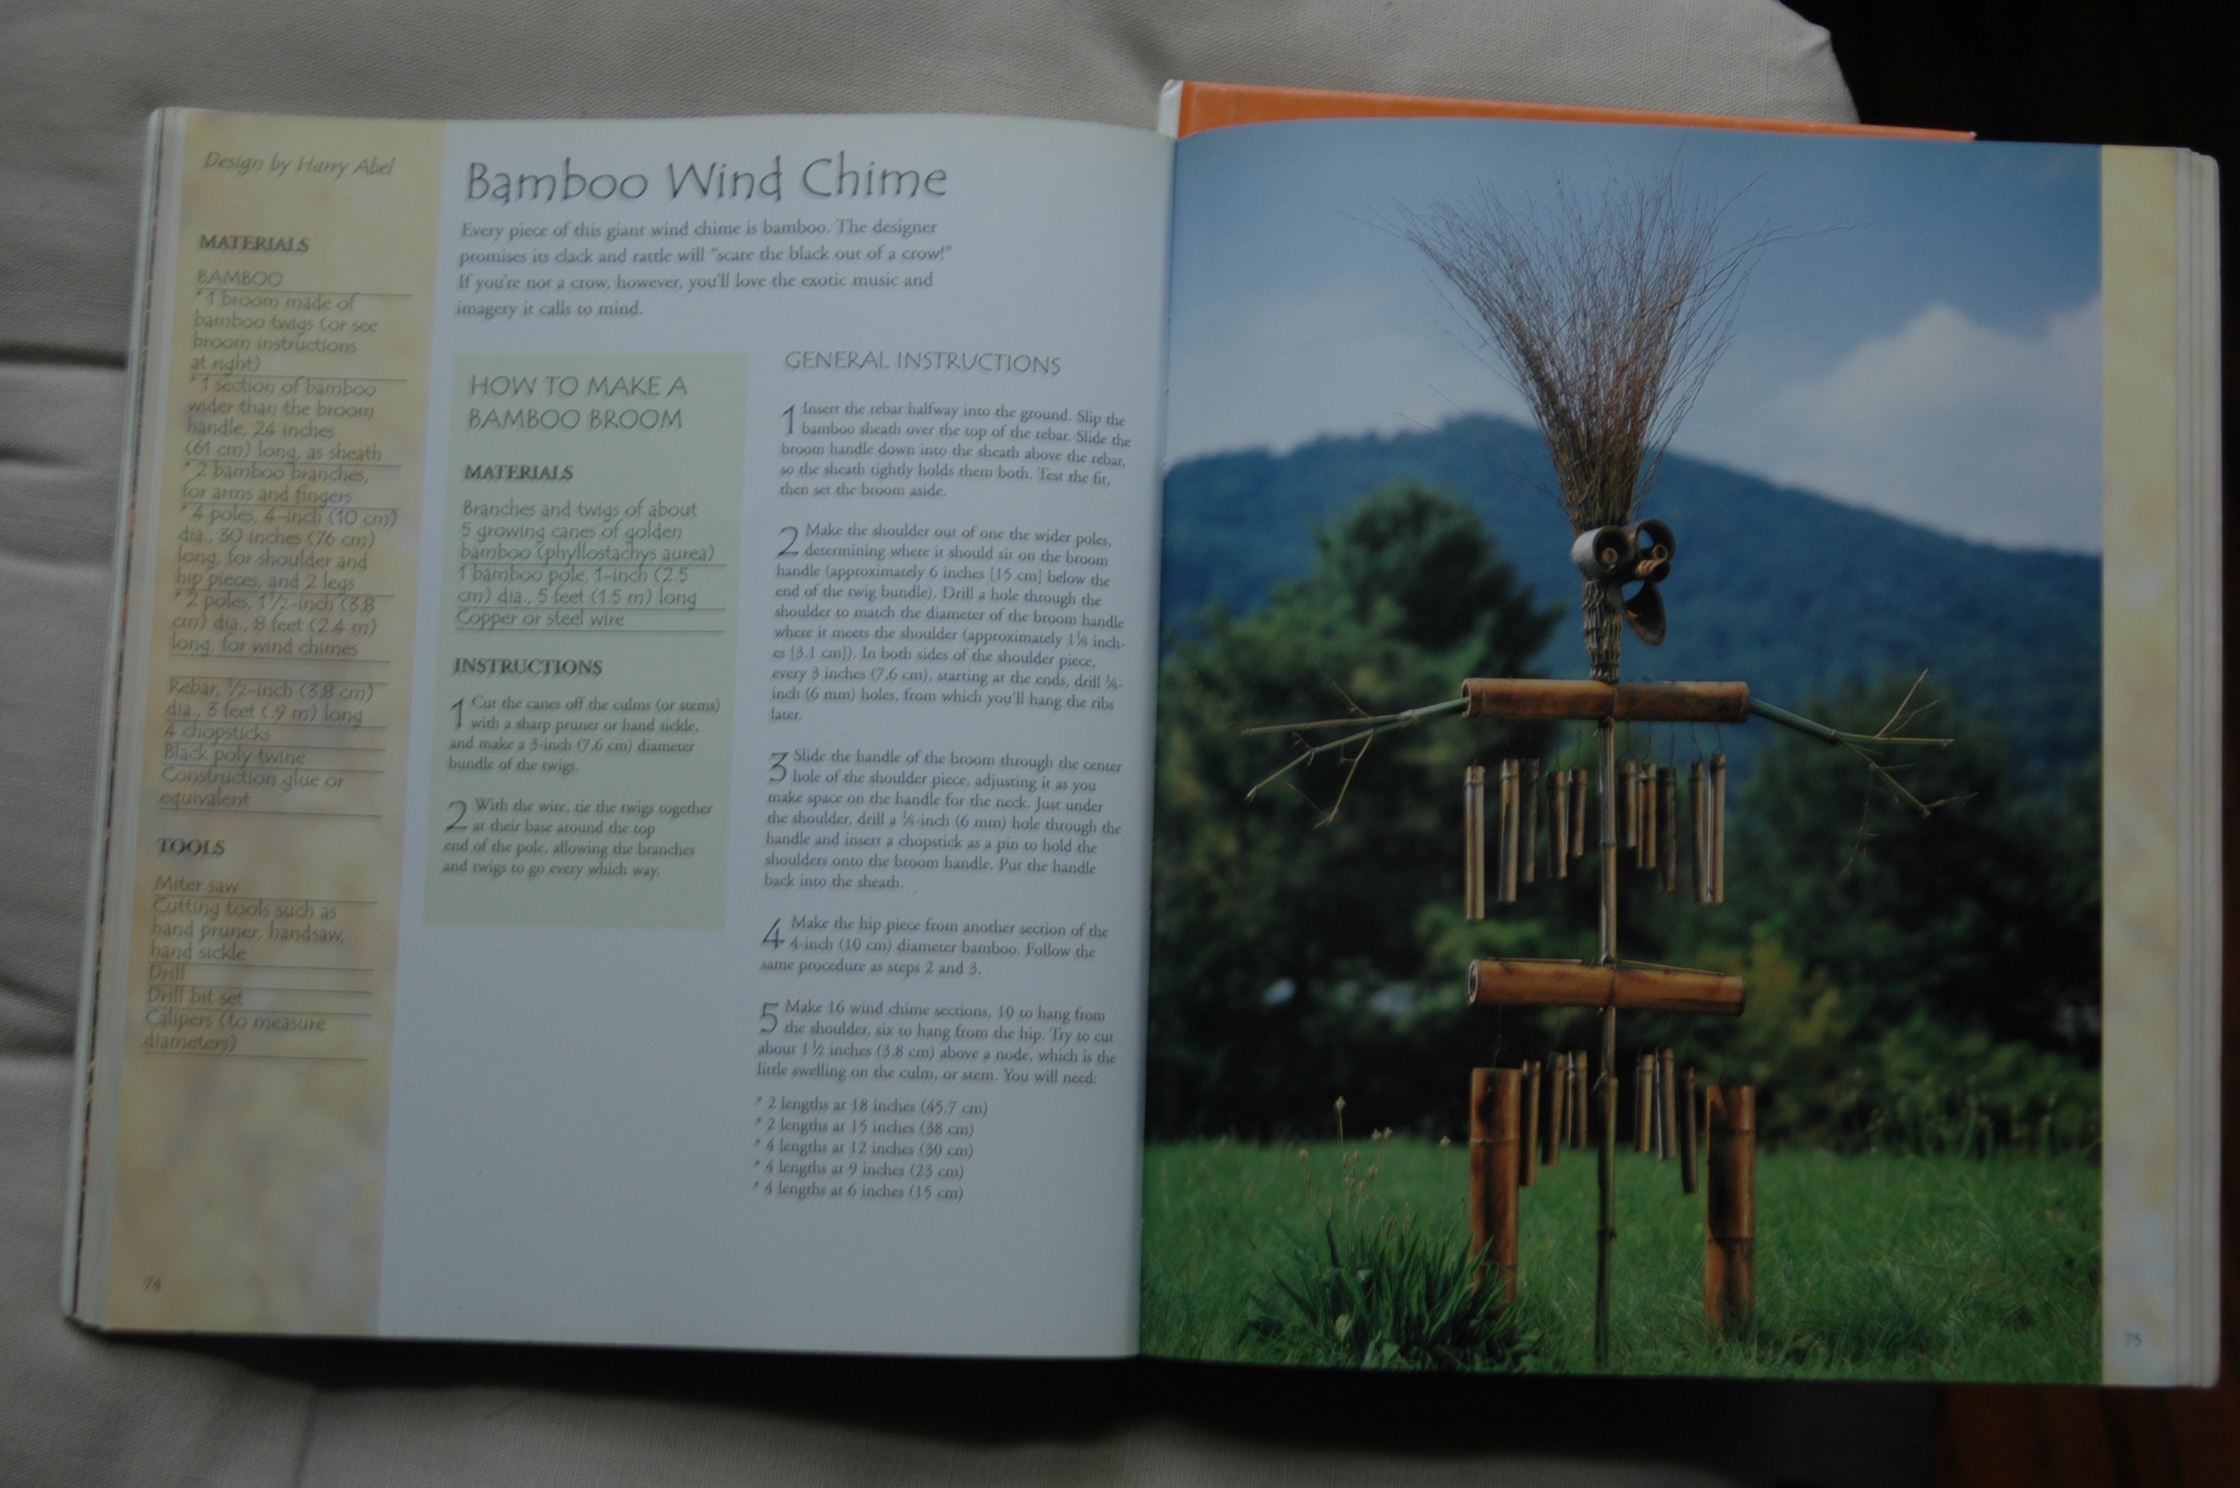 Design by Harry Abel
MATERIALS
BAMBOO
* 1 broom made of
bamboo twigs (or see
broom instructions
at right)
* 1 section of bamboo
wider than the broom
handle, 24 inches
(61 cm) long, as sheath
* 2 bamboo branches,
for arms and fingers
* 4 poles, 4-inch (10 cm)
dia., 30 inches (76 cm)
long, for shoulder and
hip pieces, and 2 legs
* 2 poles, 1½-inch (3.8
cm) dia., 8 feet (2.4 m)
long, for wind chimes
Rebar, ½-inch (3.8 cm)
dia., 3 feet (.9 m) long
4 chopsticks
Black poly twine
Construction glue or
equivalent
TOOLS
Miter saw
Cutting tools such as
hand pruner, handsaw,
hand sickle
Drill
Drill bit set
Calipers (to measure
diameters)
74
Bamboo Wind Chime
Every piece of this giant wind chime is bamboo. The designer
promises its clack and rattle will "scare the black out of a crow!"
If you're not a crow, however, you'll love the exotic music and
imagery it calls to mind.
HOW TO MAKE A
BAMBOO BROOM
MATERIALS
Branches and twigs of about
5 growing canes of golden
bamboo (phyllostachys aurea)
1 bamboo pole, 1-inch (2.5
cm) dia., 5 feet (1.5 m) long
Copper or steel wire
INSTRUCTIONS
1 Cut the canes off the culms (or stems)
with a sharp pruner or hand sickle,
and make a 3-inch (7.6 cm) diameter
bundle of the twigs.
2 With the wire, tie the twigs together
at their base around the top
end of the pole, allowing the branches
and twigs to go every which way.
GENERAL INSTRUCTIONS
1 Insert the rebar halfway into the ground. Slip the
bamboo sheath over the top of the rebar. Slide the
broom handle down into the sheath above the rebar,
so the sheath tightly holds them both. Test the fit,
then set the broom aside.
2 Make the shoulder out of one the wider poles,
determining where it should sit on the broom
handle (approximately 6 inches [15 cm] below the
end of the twig bundle). Drill a hole through the
shoulder to match the diameter of the broom handle
where it meets the shoulder (approximately 1¼ inch-
es [3.1 cm]). In both sides of the shoulder piece,
every 3 inches (7.6 cm), starting at the ends, drill ¼-
inch (6 mm) holes, from which you'll hang the ribs
later.
3 Slide the handle of the broom through the center
hole of the shoulder piece, adjusting it as you
make space on the handle for the neck. Just under
the shoulder, drill a ¼-inch (6 mm) hole through the
handle and insert a chopstick as a pin to hold the
shoulders onto the broom handle. Put the handle
back into the sheath.
4 Make the hip piece from another section of the
4-inch (10 cm) diameter bamboo. Follow the
same procedure as steps 2 and 3.
5 Make 16 wind chime sections, 10 to hang from
the shoulder, six to hang from the hip. Try to cut
about 1½ inches (3.8 cm) above a node, which is the
little swelling on the culm, or stem. You will need:
* 2 lengths at 18 inches (45.7 cm)
* 2 lengths at 15 inches (38 cm)
* 4 lengths at 12 inches (30 cm)
* 4 lengths at 9 inches (23 cm)
* 4 lengths at 6 inches (15 cm)
75